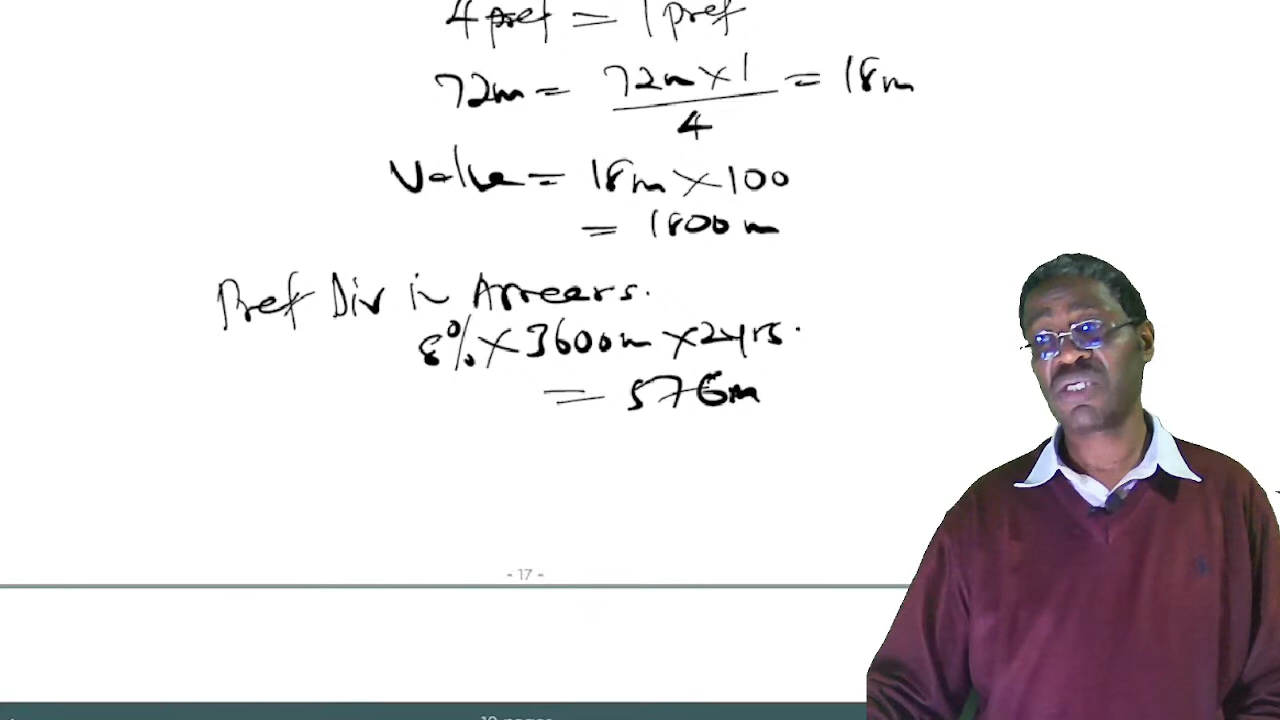 4 pref = 1 pref
72m = 72m × 1 = 18m
4
Value = 18m × 100
= 1800m
Pref Div in Arreers.
8% × 3600m × 2yrs.
= 576m
- 17 -